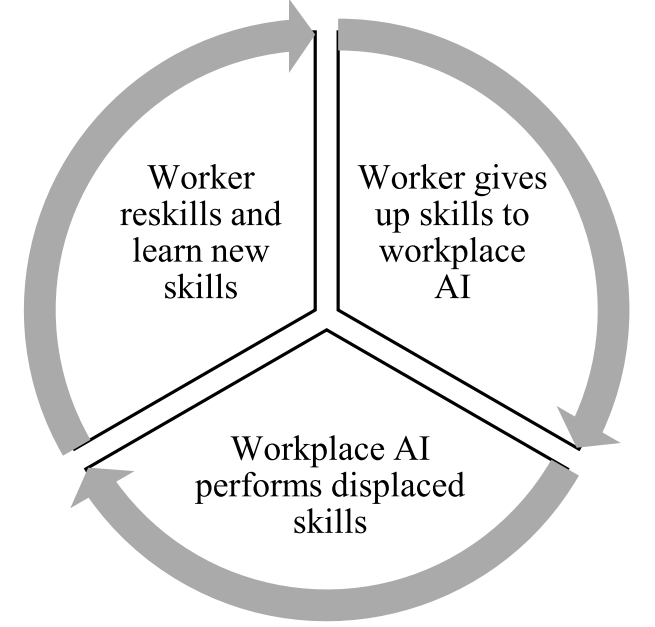 Worker
reskills and
learn new
skills
Worker gives
up skills to
workplace
AI
Workplace AI
performs displaced
skills